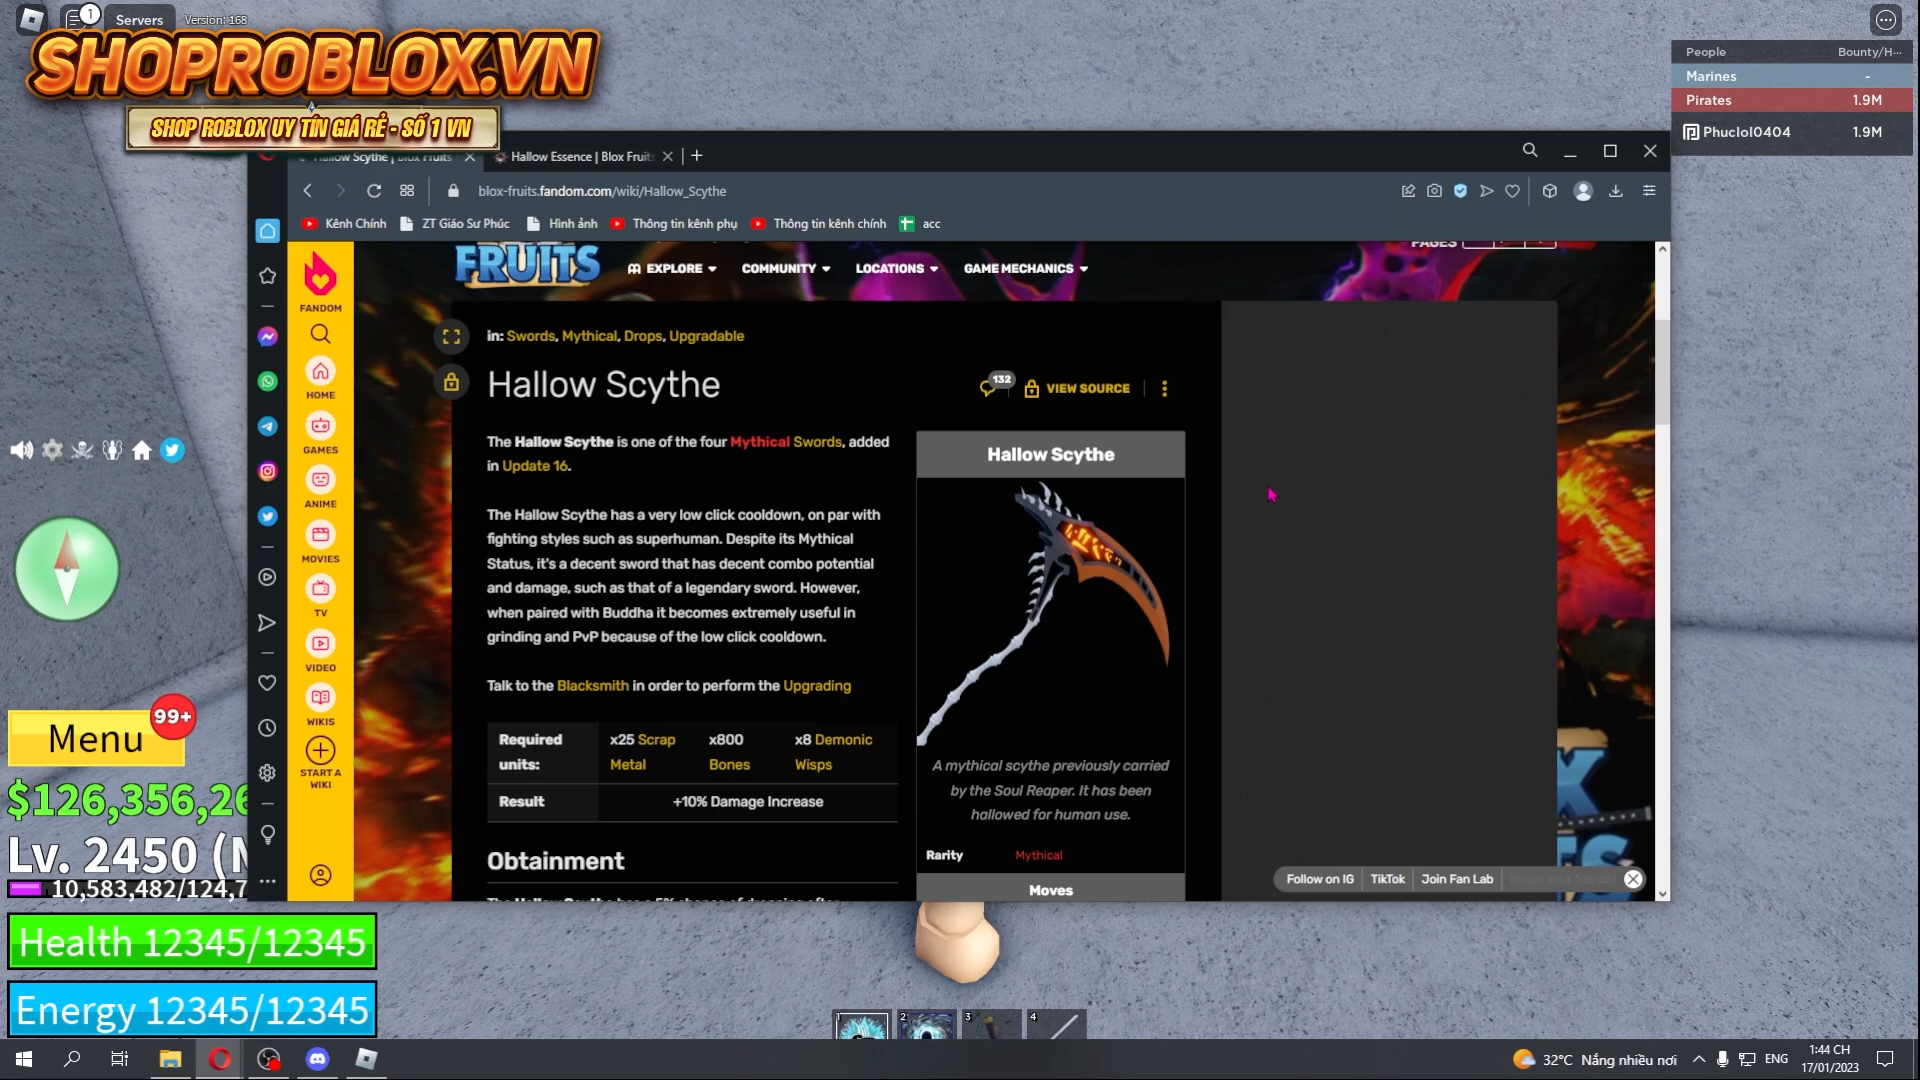 1
Servers
Version: 168
SHOPROBLOX.VN
SHOP ROBLOX UY TÍN GIÁ RẺ - SỐ 1 VN
People Bounty/H...
Marines -
Pirates 1.9M
Phuclol0404 1.9M
Hallow Scythe | Blox Fruits
Hallow Essence | Blox Fruits
blox-fruits.fandom.com/wiki/Hallow_Scythe
Kênh Chính
ZT Giáo Sư Phúc
Hình ảnh
Thông tin kênh phụ
Thông tin kênh chính
acc
FRUITS
EXPLORE
COMMUNITY
LOCATIONS
GAME MECHANICS
PAGES
FANDOM
HOME
GAMES
ANIME
MOVIES
TV
VIDEO
WIKIS
START A
WIKI
in: Swords, Mythical, Drops, Upgradable
Hallow Scythe
132
VIEW SOURCE
The Hallow Scythe is one of the four Mythical Swords, added
in Update 16.
The Hallow Scythe has a very low click cooldown, on par with
fighting styles such as superhuman. Despite its Mythical
Status, it's a decent sword that has decent combo potential
and damage, such as that of a legendary sword. However,
when paired with Buddha it becomes extremely useful in
grinding and PvP because of the low click cooldown.
Talk to the Blacksmith in order to perform the Upgrading
Required x25 Scrap x800 x8 Demonic
units: Metal Bones Wisps
Result +10% Damage Increase
Obtainment
Hallow Scythe
A mythical scythe previously carried
by the Soul Reaper. It has been
hallowed for human use.
Rarity Mythical
Moves
Follow on IG
TikTok
Join Fan Lab
Menu
99+
$126,356,26
Lv. 2450 (M
10,583,482/124,7
Health 12345/12345
Energy 12345/12345
1
2
3
4
32°C Nắng nhiều nơi
ENG
1:44 CH
17/01/2023